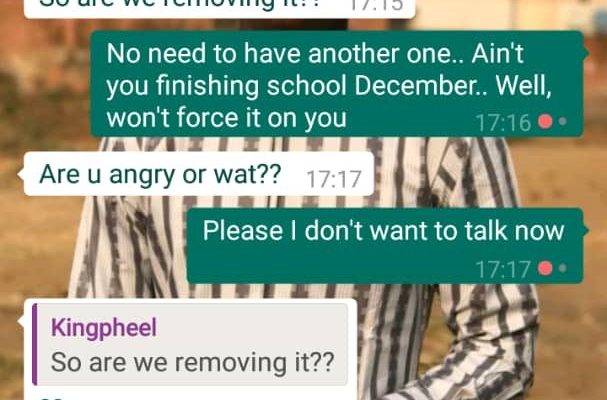 So are we removing it?? 17:15
No need to have another one.. Ain't
you finishing school December.. Well,
won't force it on you 17:16
Are u angry or wat?? 17:17
Please I don't want to talk now
17:17
Kingpheel
So are we removing it??